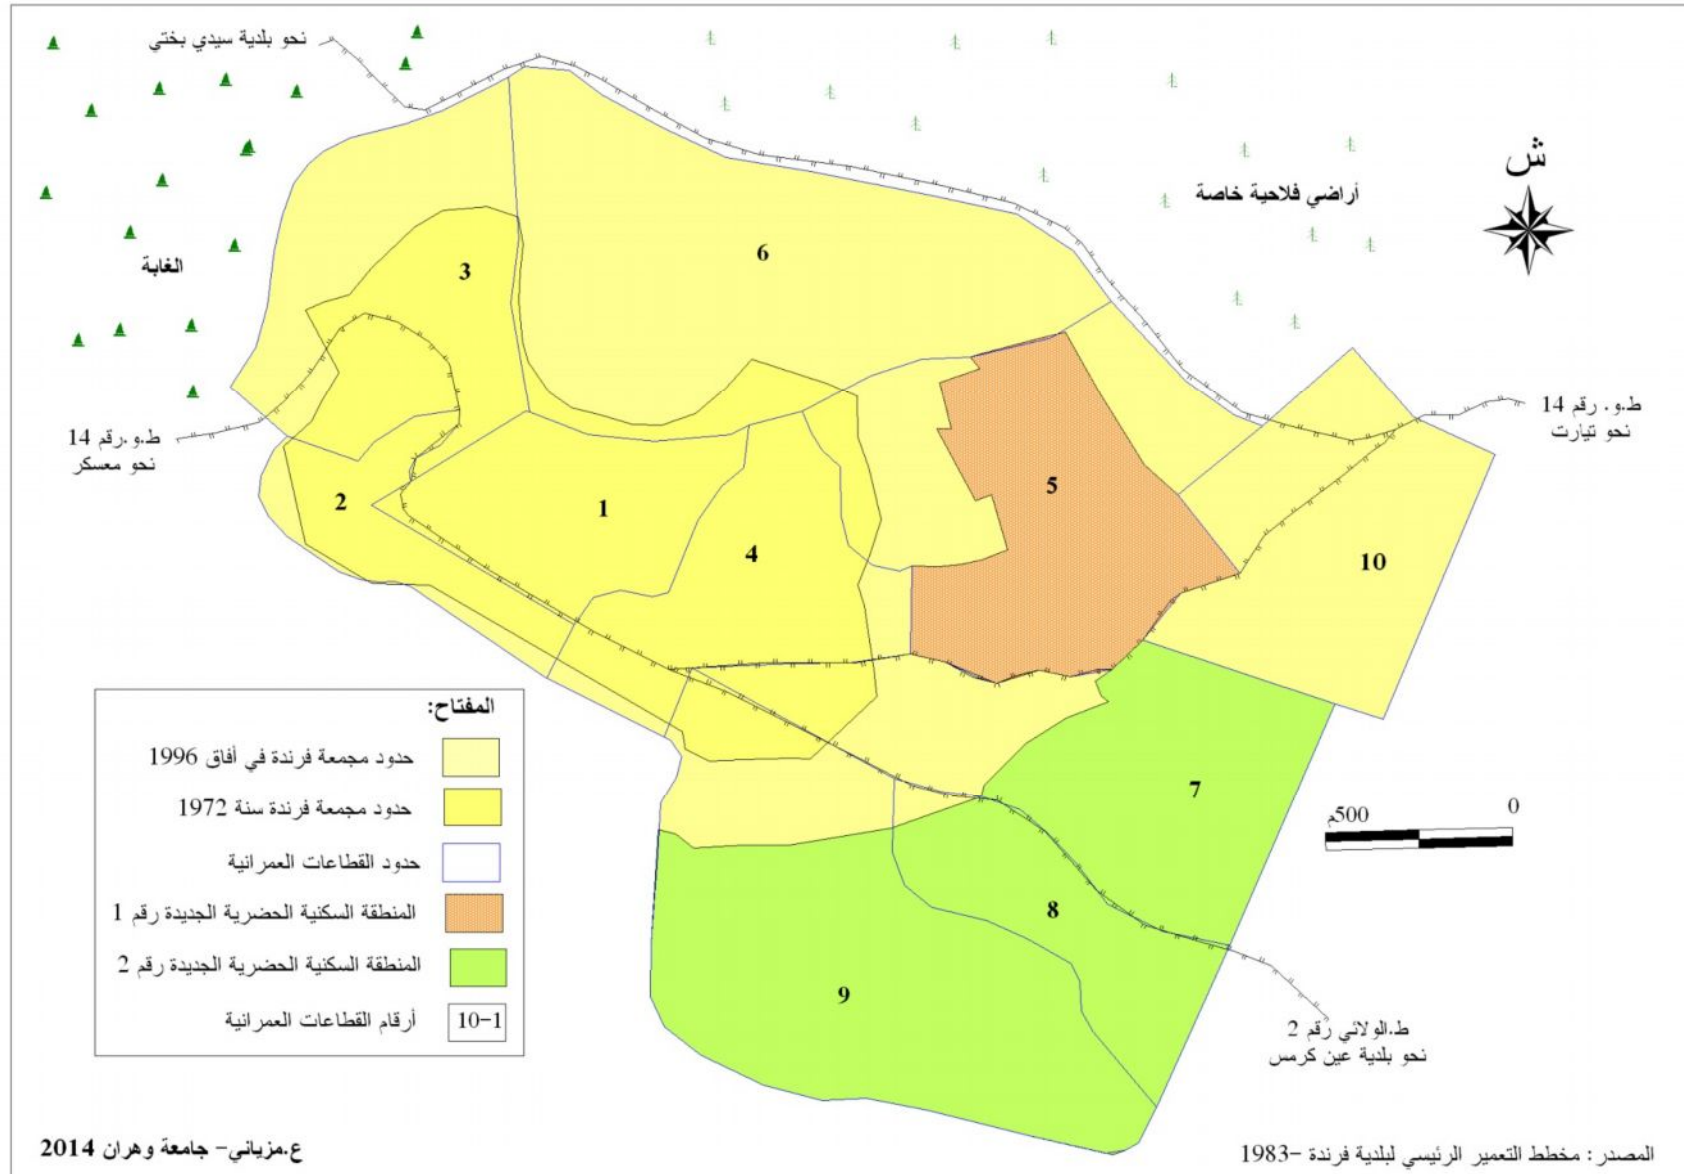 نحو بلدية سيدي بختي
ش
أراضي فلاحية خاصة
الغابة
6
3
ط.و. رقم 14
نحو تيارت
ط.و.رقم 14
نحو معسكر
5
2
1
4
10
7
8
9
0
500م
المفتاح:
حدود مجمعة فرندة في أفاق 1996
حدود مجمعة فرندة سنة 1972
حدود القطاعات العمرانية
المنطقة السكنية الحضرية الجديدة رقم 1
المنطقة السكنية الحضرية الجديدة رقم 2
أرقام القطاعات العمرانية
10-1
ط.الولائي رقم 2
نحو بلدية عين كرمس
المصدر: مخطط التعمير الرئيسي لبلدية فرندة -1983
ع.مزياني- جامعة وهران 2014